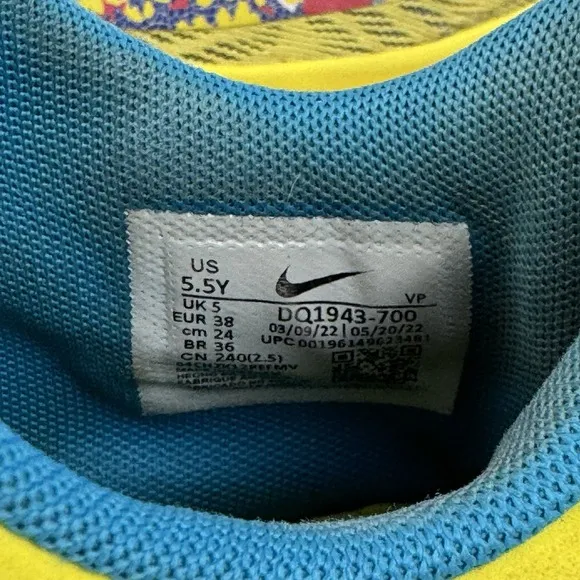 US
5.5Y
UK 5
EUR 38
cm 24
BR 36
CN 240(2.5)
VP
DQ1943-700
03/09/22 | 05/20/22
UPC 00196149623481